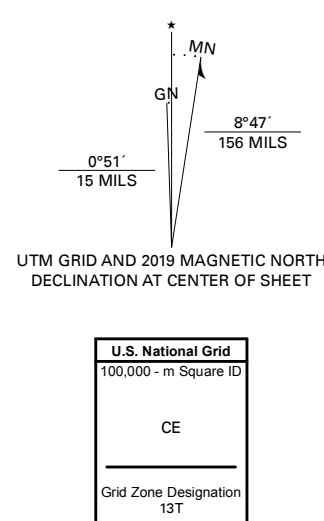 ★
MN
GN
8°47´
156 MILS
0°51´
15 MILS
UTM GRID AND 2019 MAGNETIC NORTH
DECLINATION AT CENTER OF SHEET
U.S. National Grid
100,000 - m Square ID
CE
Grid Zone Designation
13T